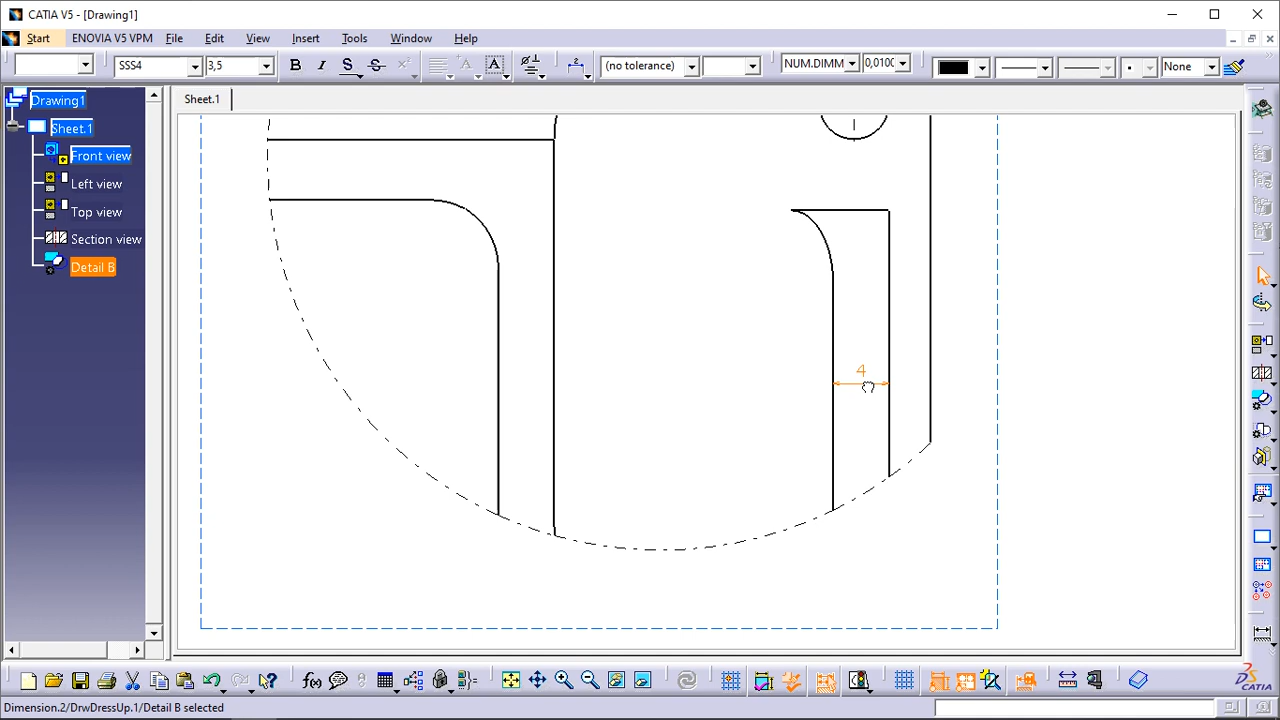 CATIA V5 - [Drawing1]
Start ENOVIA V5 VPM File Edit View Insert Tools Window Help
SSS4 3,5 B I S S A (no tolerance) NUM.DIMM 0,010( None
Drawing1
Sheet.1
Front view
Left view
Top view
Section view
Detail B
Sheet.1
4
f(x)
CATIA
Dimension.2/DrwDressUp.1/Detail B selected